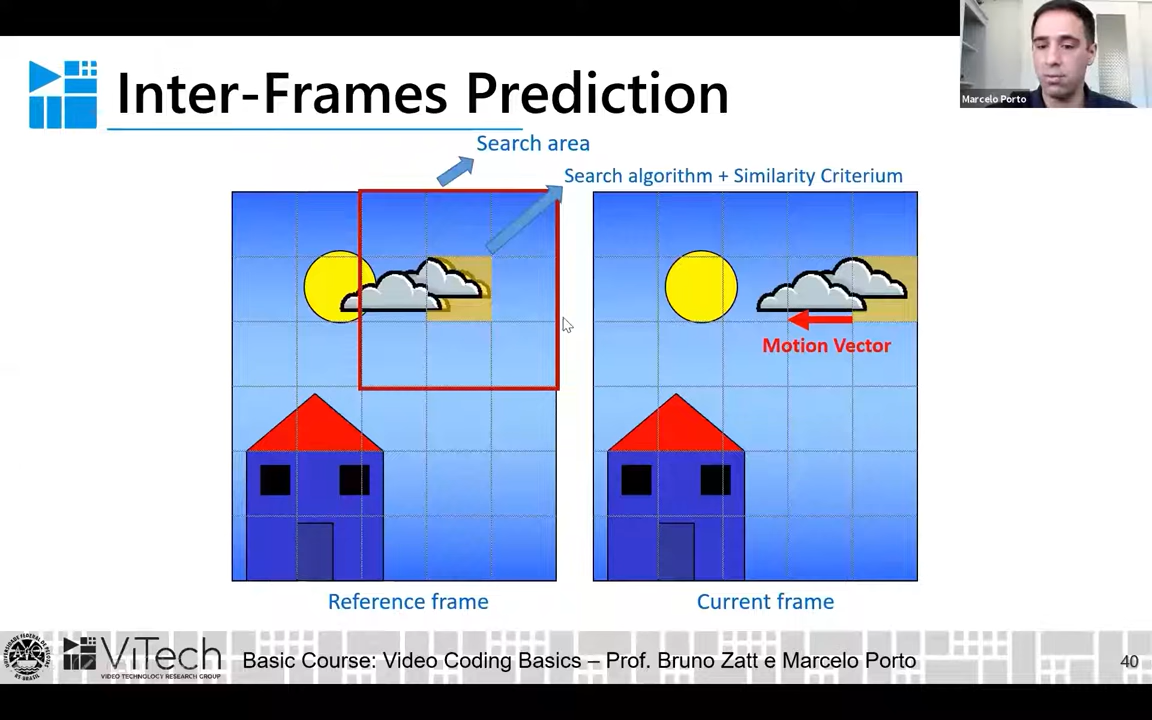 Marcelo Porto
Inter-Frames Prediction
Search area
Search algorithm + Similarity Criterium
Motion Vector
Reference frame
Current frame
ViTech
VIDEO TECHNOLOGY RESEARCH GROUP
Basic Course: Video Coding Basics – Prof. Bruno Zatt e Marcelo Porto
40